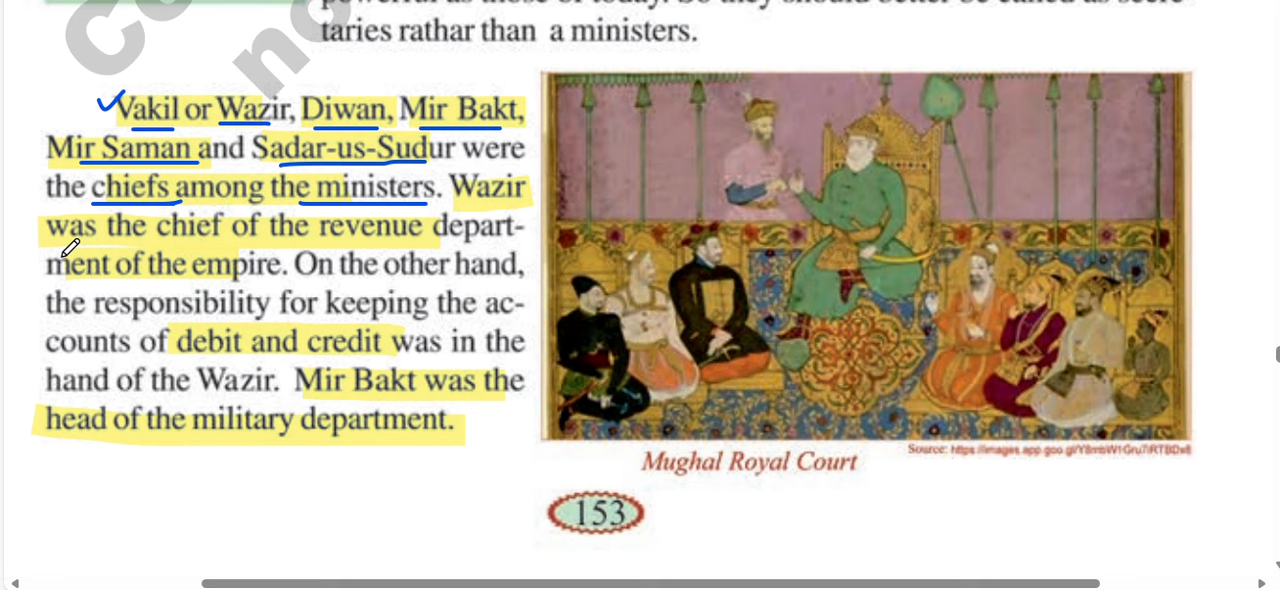 taries rathar than a ministers.
Vakil or Wazir, Diwan, Mir Bakt,
Mir Saman and Sadar-us-Sudur were
the chiefs among the ministers. Wazir
was the chief of the revenue depart-
ment of the empire. On the other hand,
the responsibility for keeping the ac-
counts of debit and credit was in the
hand of the Wazir. Mir Bakt was the
head of the military department.
Mughal Royal Court
153